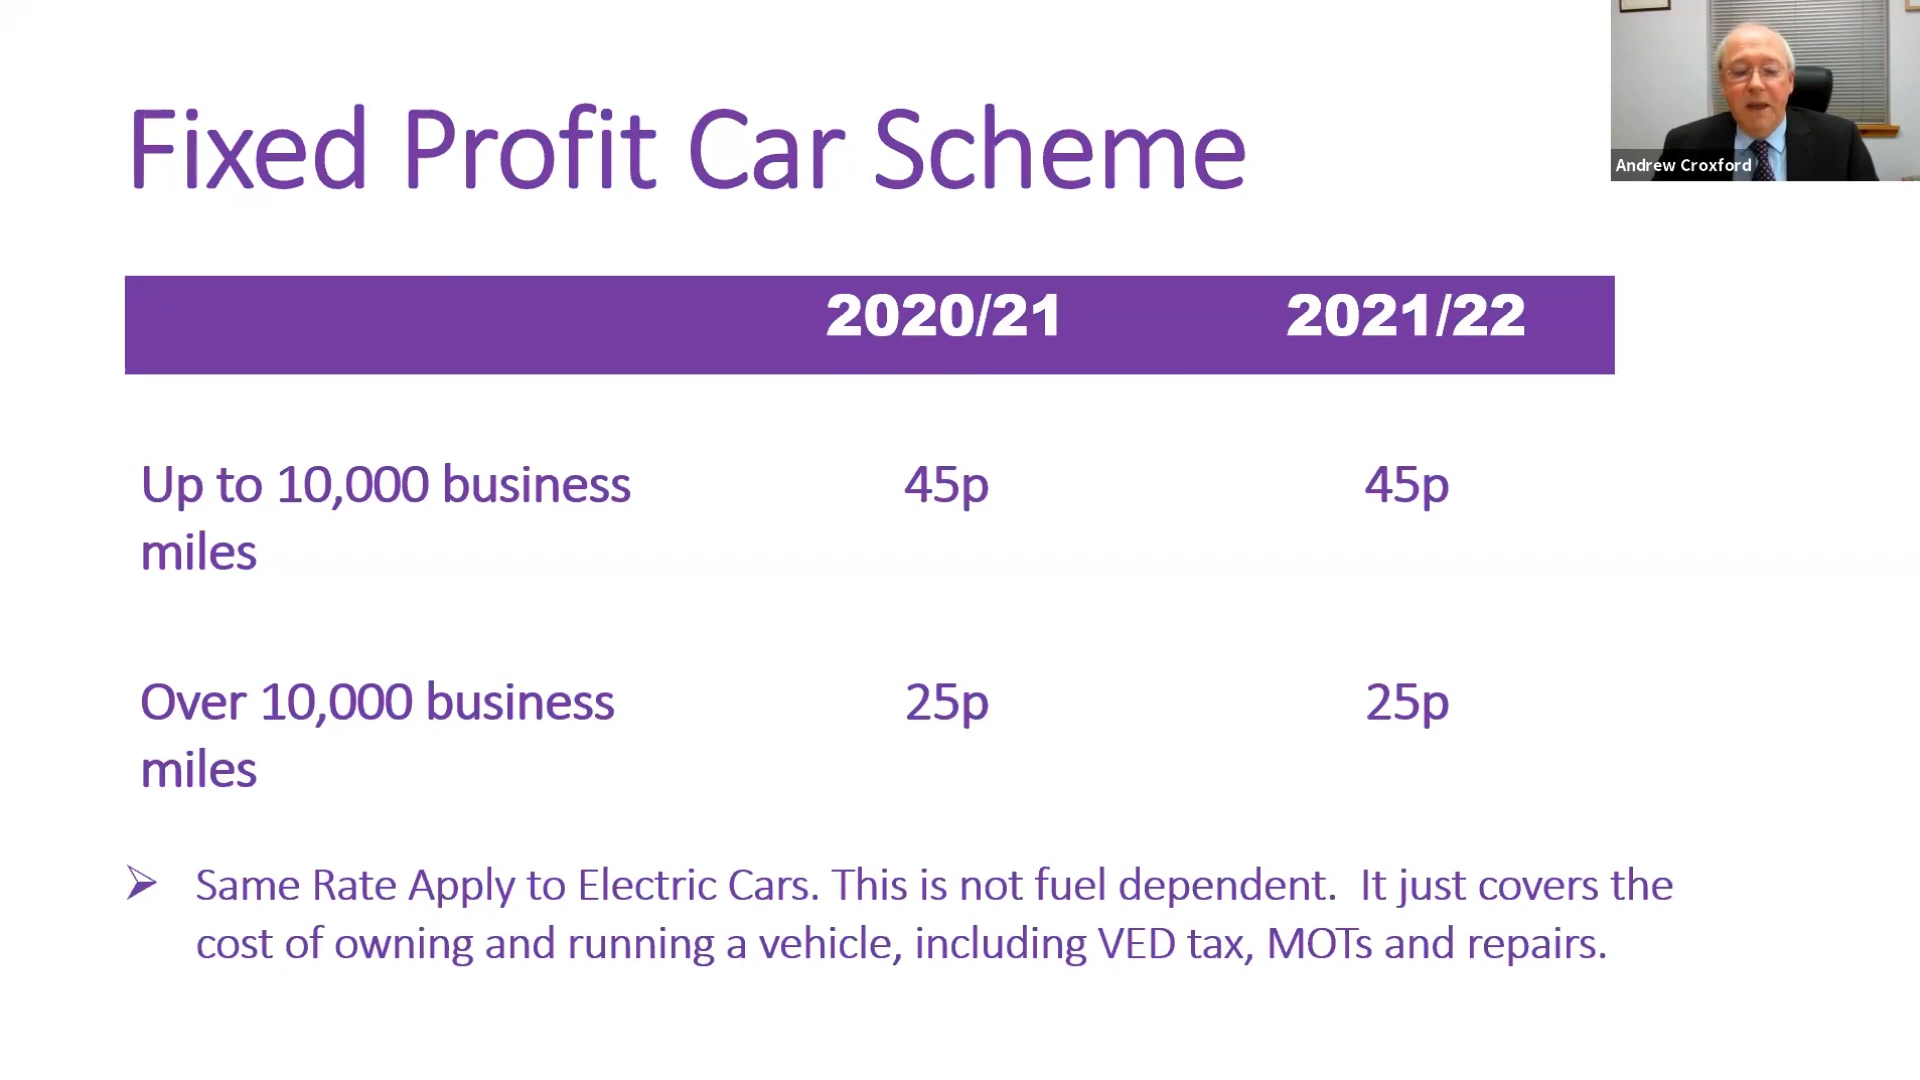 Fixed Profit Car Scheme
Andrew Croxford
2020/21 2021/22
Up to 10,000 business 45p 45p
miles
Over 10,000 business 25p 25p
miles
Same Rate Apply to Electric Cars. This is not fuel dependent. It just covers the
cost of owning and running a vehicle, including VED tax, MOTs and repairs.